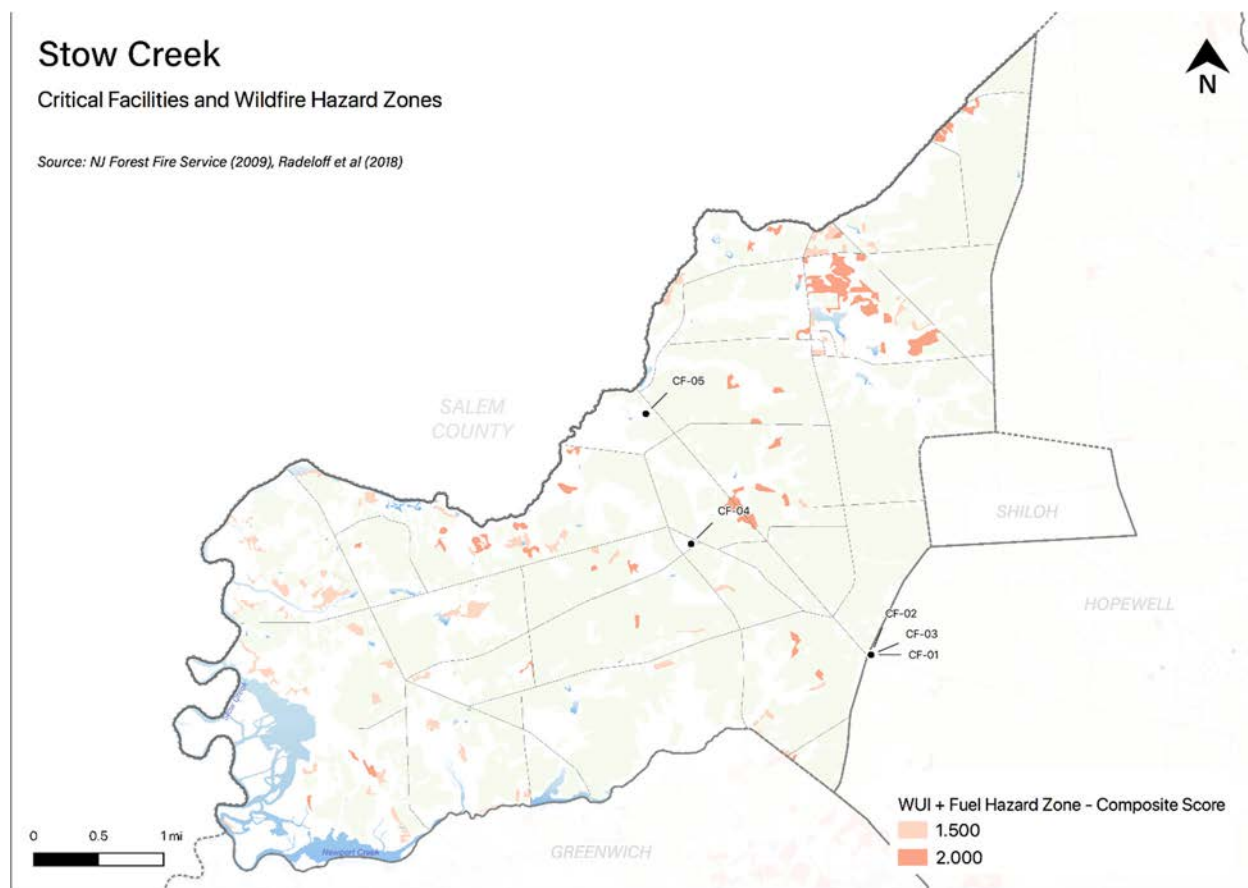 Stow Creek
Critical Facilities and Wildfire Hazard Zones
N
Source: NJ Forest Fire Service (2009), Radeloff et al (2018)
CF-05
SALEM
COUNTY
CF-04
SHILOH
HOPEWELL
CF-02
CF-03
CF-01
WUI + Fuel Hazard Zone - Composite Score
1.500
2.000
0 0.5 1 mi
Newport Creek
GREENWICH